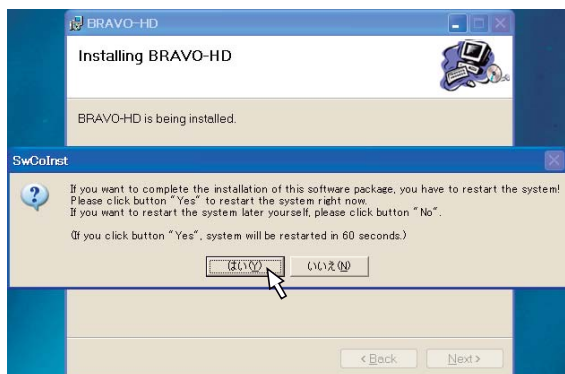 BRAVO-HD
Installing BRAVO-HD
BRAVO-HD is being installed.
SwCoInst
If you want to complete the installation of this software package, you have to restart the system!
Please click button "Yes" to restart the system right now.
If you want to restart the system later yourself, please click button "No".
(If you click button "Yes", system will be restarted in 60 seconds.)
はい(Y)
いいえ(N)
< Back
Next >